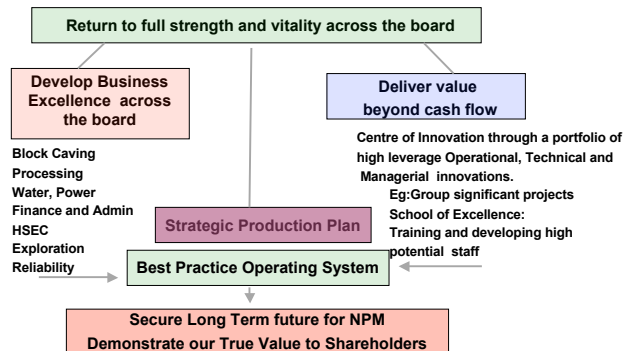 Return to full strength and vitality across the board
Develop Business
Excellence across
the board
Deliver value
beyond cash flow
Block Caving
Processing
Water, Power
Finance and Admin
HSEC
Exploration
Reliability
Centre of Innovation through a portfolio of
high leverage Operational, Technical and
Managerial innovations.
Eg:Group significant projects
School of Excellence:
Training and developing high
potential staff
Strategic Production Plan
Best Practice Operating System
Secure Long Term future for NPM
Demonstrate our True Value to Shareholders